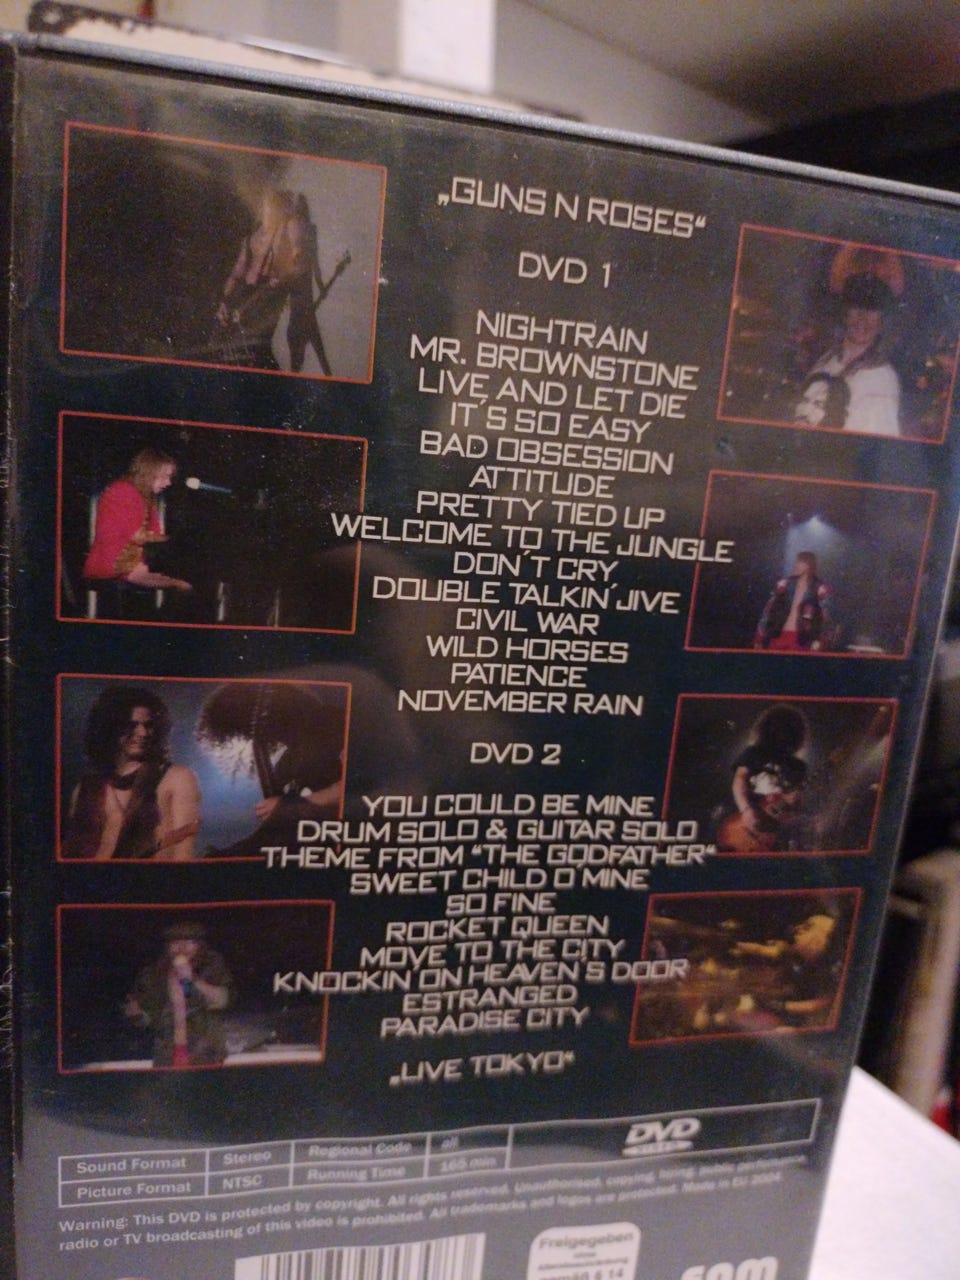 „GUNS N ROSES“
DVD 1
NIGHTRAIN
MR. BROWNSTONE
LIVE AND LET DIE
IT´S SO EASY
BAD OBSESSION
ATTITUDE
PRETTY TIED UP
WELCOME TO THE JUNGLE
DON´T CRY
DOUBLE TALKIN´JIVE
CIVIL WAR
WILD HORSES
PATIENCE
NOVEMBER RAIN
DVD 2
YOU COULD BE MINE
DRUM SOLO & GUITAR SOLO
THEME FROM “THE GODFATHER“
SWEET CHILD O´MINE
SO FINE
ROCKET QUEEN
MOVE TO THE CITY
KNOCKIN´ON HEAVEN´S DOOR
ESTRANGED
PARADISE CITY
„LIVE TOKYO“
Sound Format Stereo Regional Code all
Picture Format NTSC Running Time 165 min
DVD
Warning: This DVD is protected by copyright. All rights reserved. Unauthorised, copying, hiring, public performance,
radio or TV broadcasting of this video is prohibited. All trademarks and logos are protected. Made in EU 2004
Freigegeben
ohne
Altersbeschränkung
gemäß § 14